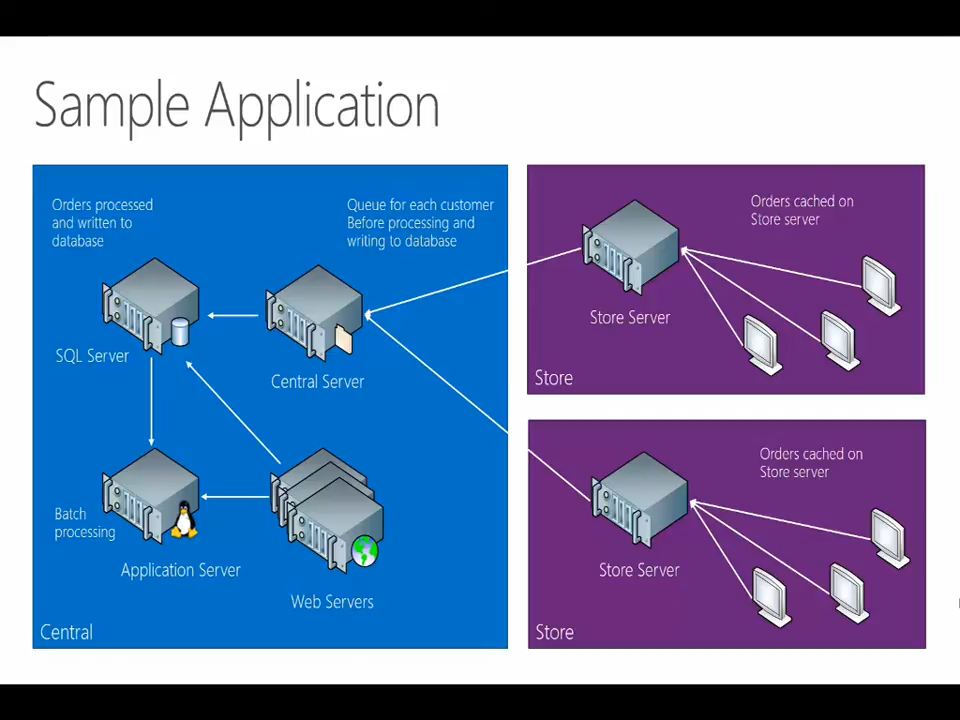 Sample Application
Orders processed
and written to
database
Queue for each customer
Before processing and
writing to database
SQL Server
Central Server
Batch
processing
Application Server
Web Servers
Central
Orders cached on
Store server
Store Server
Store
Orders cached on
Store server
Store Server
Store